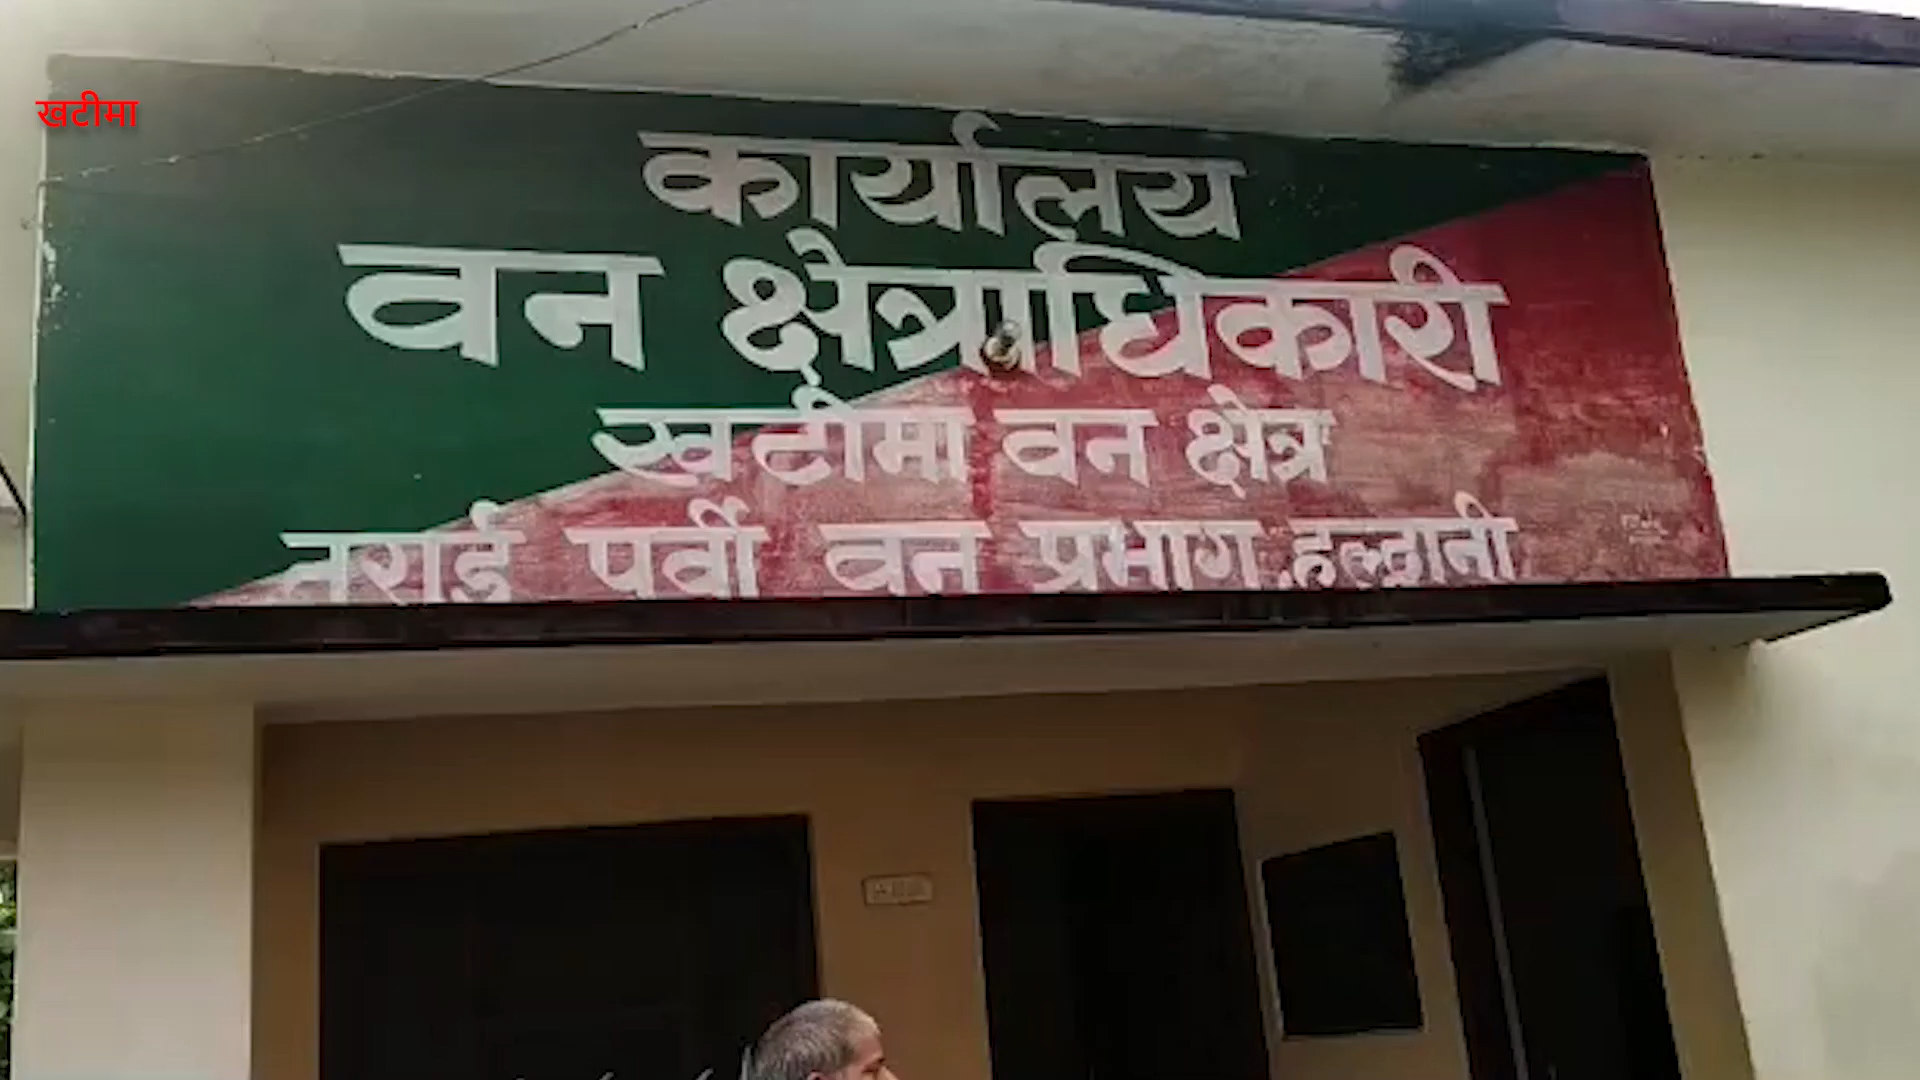 खटीमा
कार्यालय
वन क्षेत्राधिकारी
खटीमा वन क्षेत्र
तराई पूर्वी वन प्रभाग, हल्द्वानी